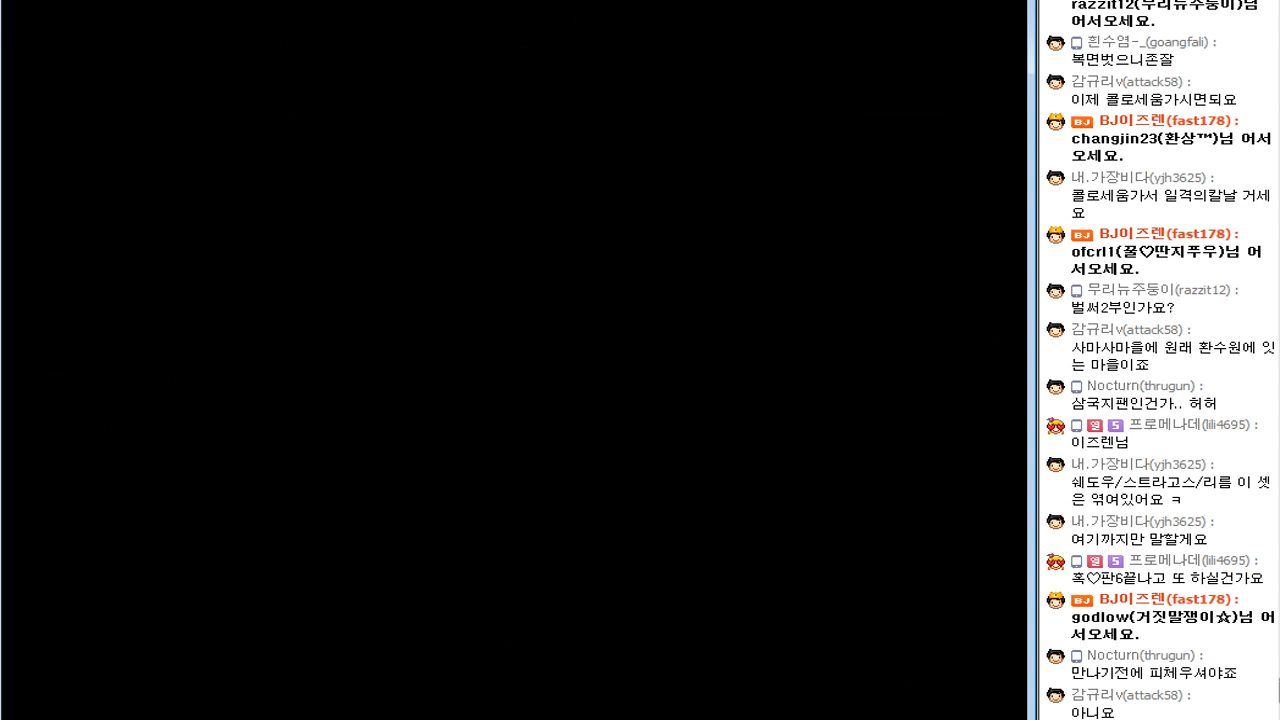 razzit12(무리뉴주둥이)님
어서오세요.
흰수염-_(goangfali) :
복면벗으니존잘
감규리v(attack58) :
이제 콜로세움가시면되요
BJ BJ이즈렌(fast178) :
changjin23(환상™)님 어서
오세요.
내.가장비다(yjh3625) :
콜로세움가서 일격의칼날 거세
요
BJ BJ이즈렌(fast178) :
ofcrl1(꿀♡딴지푸우)님 어
서오세요.
무리뉴주둥이(razzit12) :
벌써2부인가요?
감규리v(attack58) :
사마사마을에 원래 환수원에 잇
는 마을이죠
Nocturn(thrugun) :
삼국지팬인건가.. 허허
열 S 프로메나데(lili4695) :
이즈렌님
내.가장비다(yjh3625) :
쉐도우/스트라고스/리름 이 셋
은 엮여있어요 ㅋ
내.가장비다(yjh3625) :
여기까지만 말할게요
열 S 프로메나데(lili4695) :
혹♡판6끝나고 또 하실건가요
BJ BJ이즈렌(fast178) :
godlow(거짓말쟁이☆)님 어
서오세요.
Nocturn(thrugun) :
만나기전에 피체우셔야죠
감규리v(attack58) :
아니요